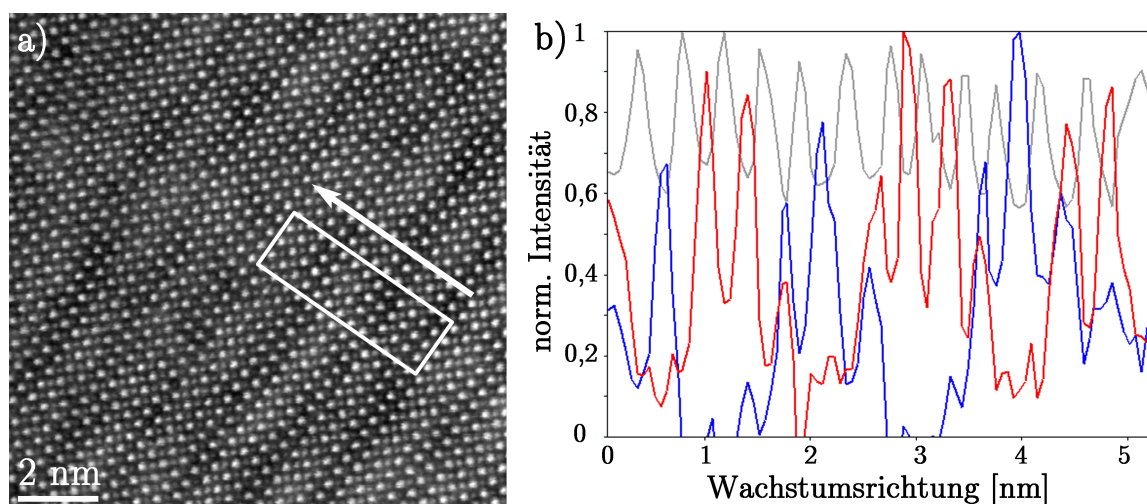 a)
2 nm
b)
norm. Intensität
1
0,8
0,6
0,4
0,2
0
0 1 2 3 4 5
Wachstumsrichtung [nm]